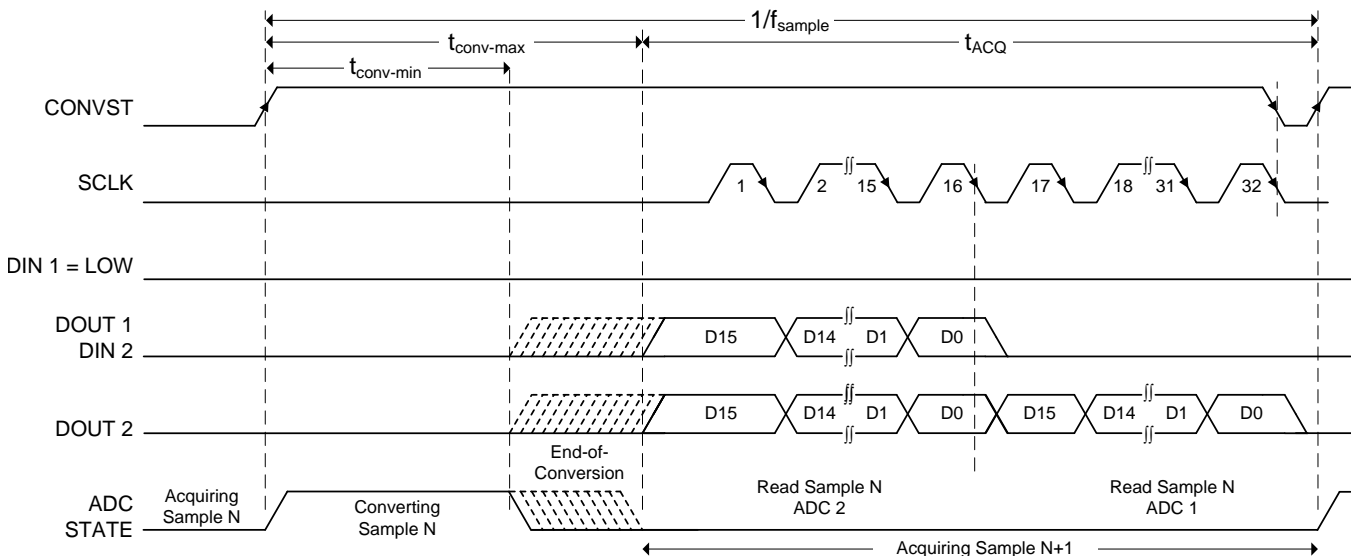 1/fsample
tconv-max
tACQ
tconv-min
CONVST
SCLK
1
2
15
16
17
18
31
32
DIN 1 = LOW
DOUT 1
DIN 2
D15
D14
D1
D0
DOUT 2
D15
D14
D1
D0
D15
D14
D1
D0
End-of-
Conversion
ADC
STATE
Acquiring
Sample N
Converting
Sample N
Read Sample N
ADC 2
Read Sample N
ADC 1
Acquiring Sample N+1